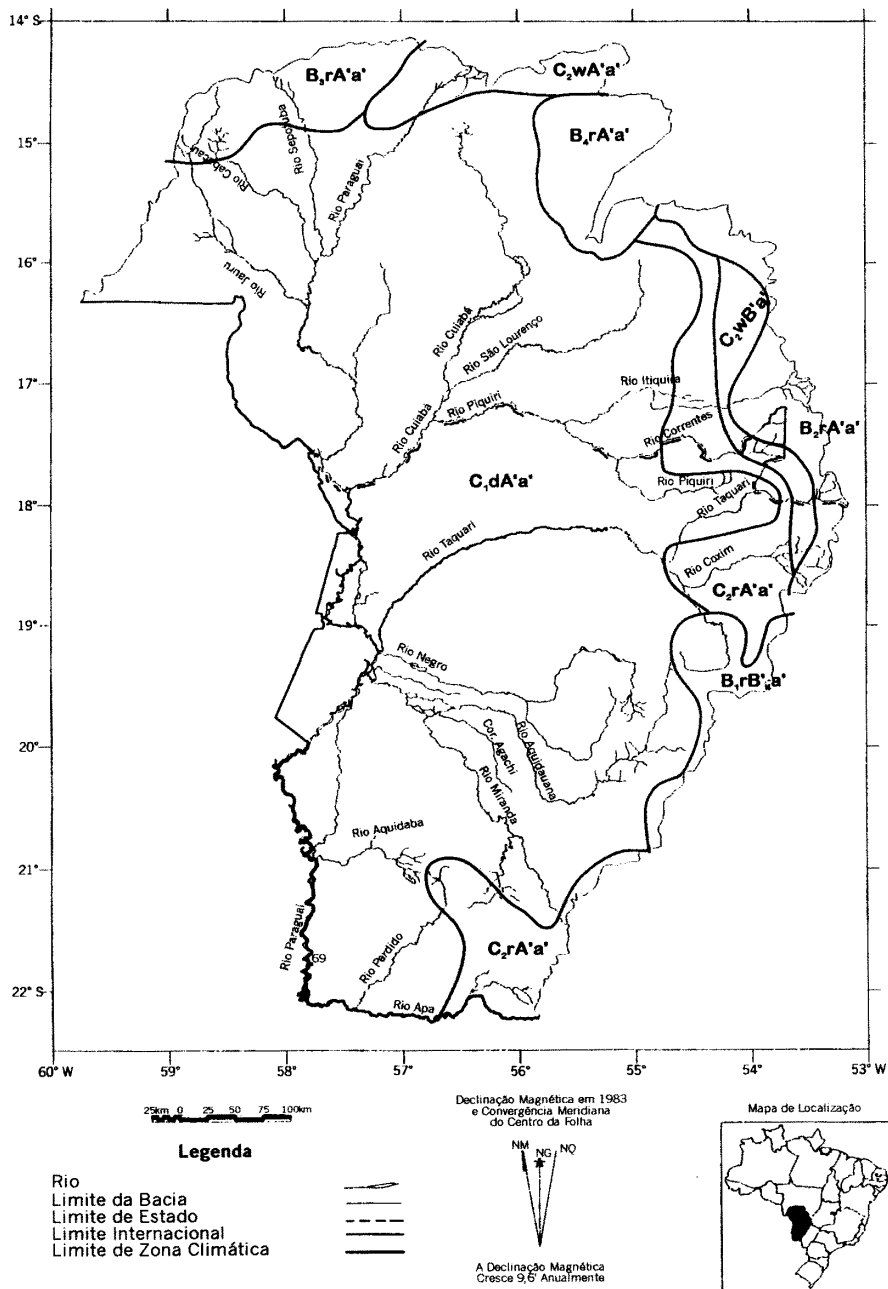 14° S
B₃rA'a'
C₂wA'a'
B₄rA'a'
15°
Rio Cabaçau
Rio Sepotuba
Rio Paraguai
16°
Rio Jauru
C₂wB'a'
Rio Cuiabá
Rio São Lourenço
17°
Rio Itiquira
Rio Piquiri
Rio Correntes
B₂rA'a'
Rio Cuiabá
C₁dA'a'
Rio Piquiri
18°
Rio Taquari
Rio Taquari
Rio Coxim
C₂rA'a'
19°
Rio Negro
20°
Cor. Agachi
Rio Aquidauana
Rio Miranda
Rio Aquidaba
21°
Rio Paraguai
69
Rio Perdido
C₂rA'a'
22° S
Rio Apa
60° W
59°
58°
57°
56°
55°
54°
53° W
25km 0 25 50 75 100km
Legenda
Rio
Limite da Bacia
Limite de Estado
Limite Internacional
Limite de Zona Climática
Declinação Magnética em 1983
e Convergência Meridiana
do Centro da Folha
NM
NG
NQ
A Declinação Magnética
Cresce 9,6' Anualmente
Mapa de Localização